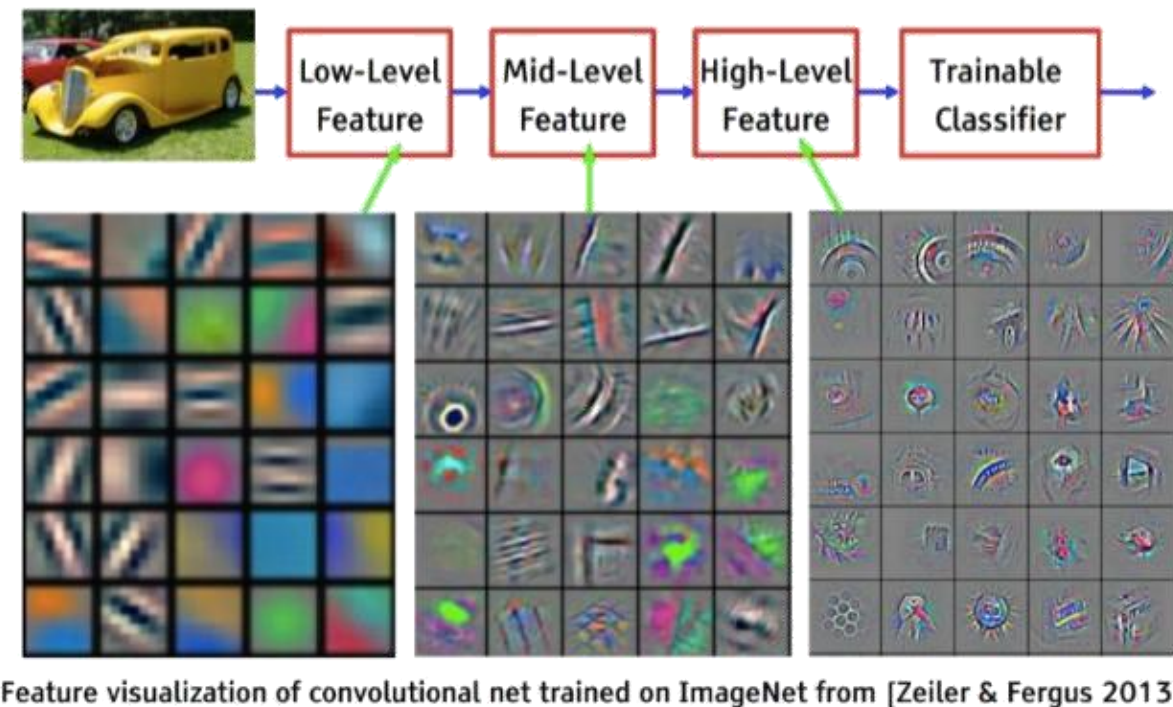 Low-Level
Feature
Mid-Level
Feature
High-Level
Feature
Trainable
Classifier
Feature visualization of convolutional net trained on ImageNet from [Zeiler & Fergus 2013